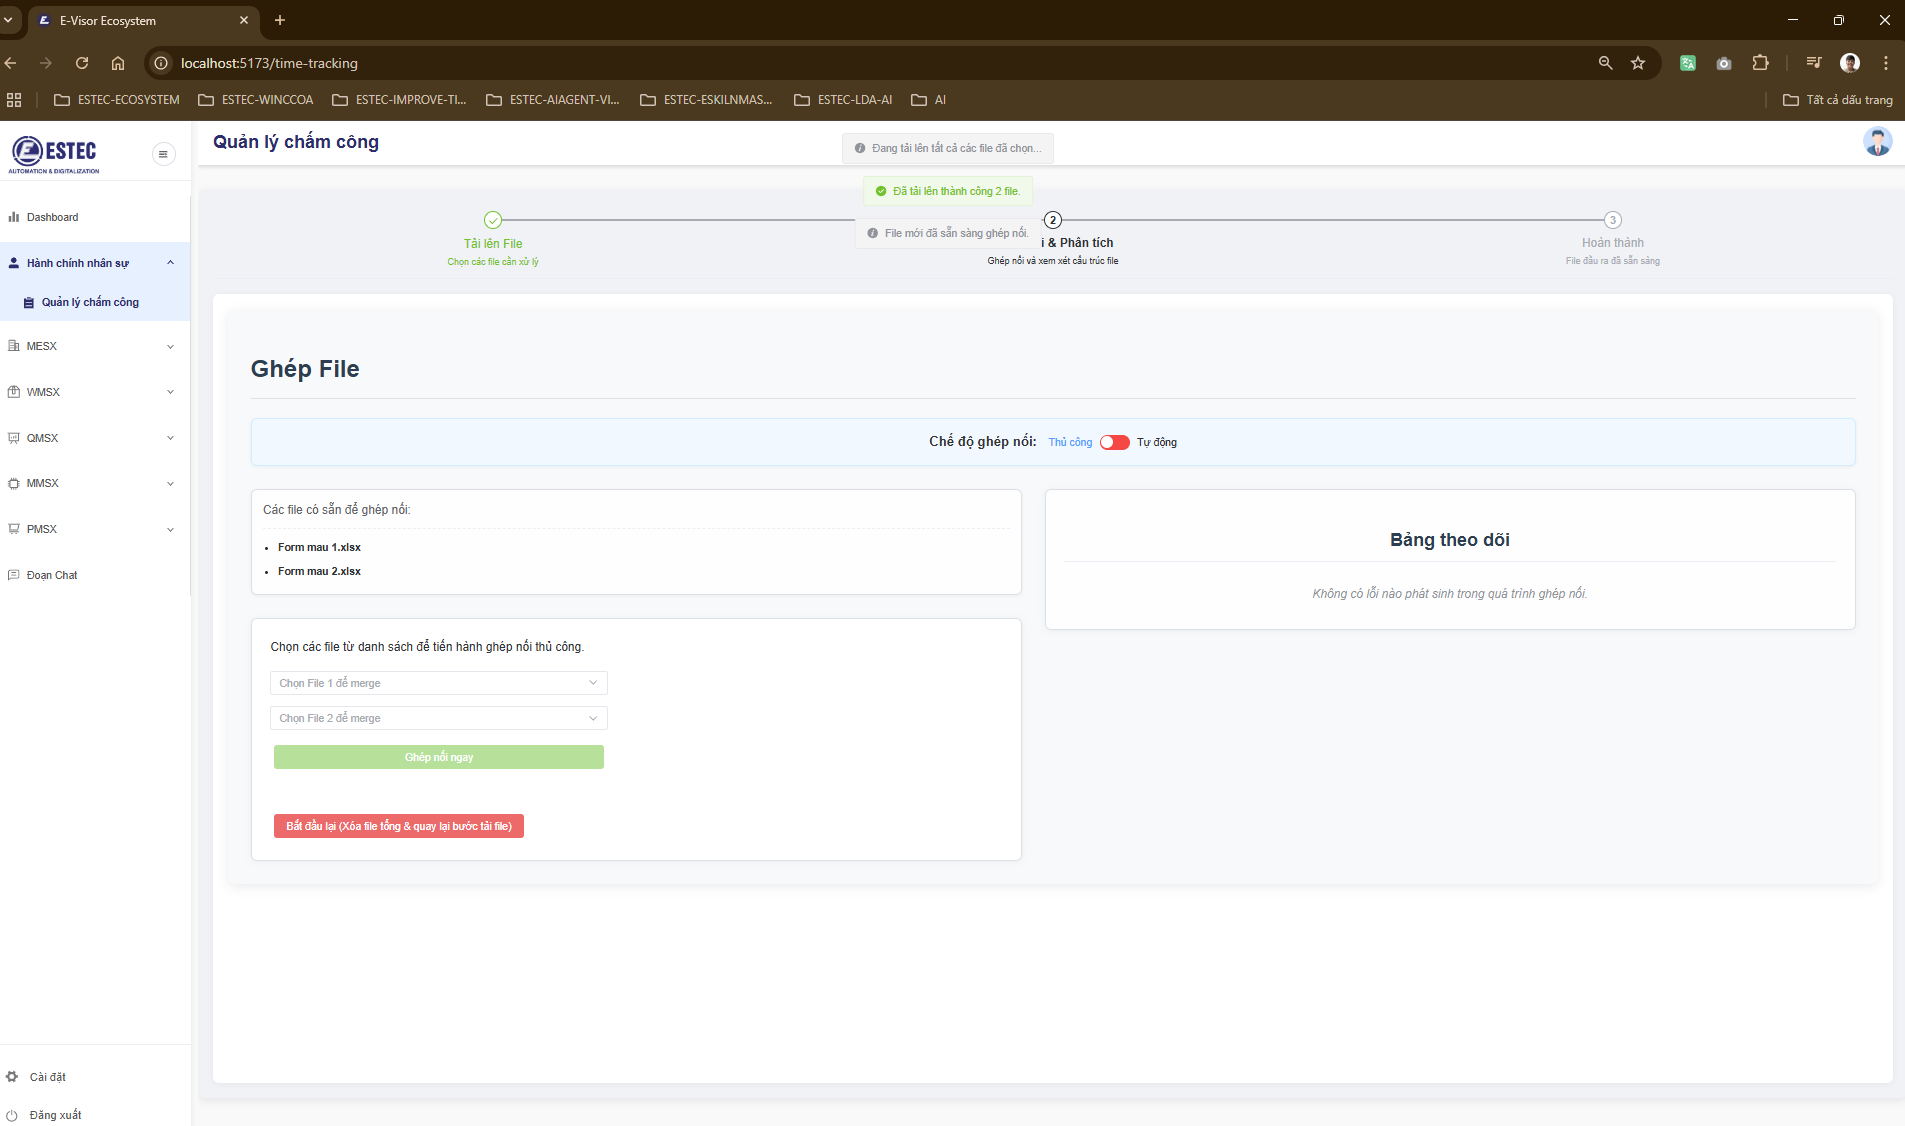 E-Visor Ecosystem
localhost:5173/time-tracking
ESTEC-ECOSYSTEM
ESTEC-WINCCOA
ESTEC-IMPROVE-TI...
ESTEC-AIAGENT-VI...
ESTEC-ESKILNMAS...
ESTEC-LDA-AI
AI
Tất cả dấu trang
ESTEC
AUTOMATION & DIGITALIZATION
Dashboard
Hành chính nhân sự
Quản lý chấm công
MESX
WMSX
QMSX
MMSX
PMSX
Đoạn Chat
Cài đặt
Đăng xuất
Quản lý chấm công
Đang tải lên tất cả các file đã chọn...
Đã tải lên thành công 2 file.
File mới đã sẵn sàng ghép nối.
Tải lên File
Chọn các file cần xử lý
2
i & Phân tích
Ghép nối và xem xét cấu trúc file
3
Hoàn thành
File đầu ra đã sẵn sàng
Ghép File
Chế độ ghép nối: Thủ công Tự động
Các file có sẵn để ghép nối:
• Form mau 1.xlsx
• Form mau 2.xlsx
Chọn các file từ danh sách để tiến hành ghép nối thủ công.
Chọn File 1 để merge
Chọn File 2 để merge
Ghép nối ngay
Bắt đầu lại (Xóa file tổng & quay lại bước tải file)
Bảng theo dõi
Không có lỗi nào phát sinh trong quá trình ghép nối.